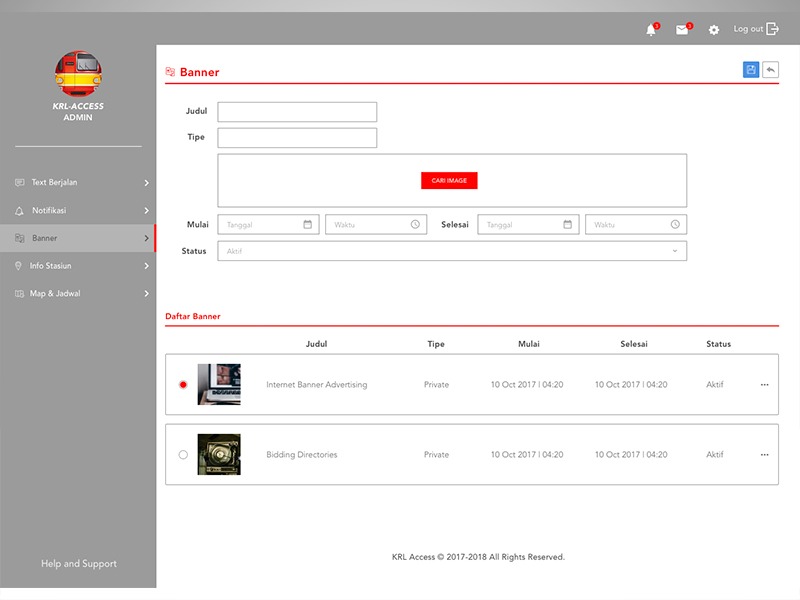 Log out
KRL-ACCESS
ADMIN
Text Berjalan
Notifikasi
Banner
Info Stasiun
Map & Jadwal
Help and Support
Banner
Judul
Tipe
CARI IMAGE
Mulai Tanggal Waktu Selesai Tanggal Waktu
Status Aktif
Daftar Banner
Judul Tipe Mulai Selesai Status
Internet Banner Advertising Private 10 Oct 2017 | 04:20 10 Oct 2017 | 04:20 Aktif
Bidding Directories Private 10 Oct 2017 | 04:20 10 Oct 2017 | 04:20 Aktif
KRL Access © 2017-2018 All Rights Reserved.